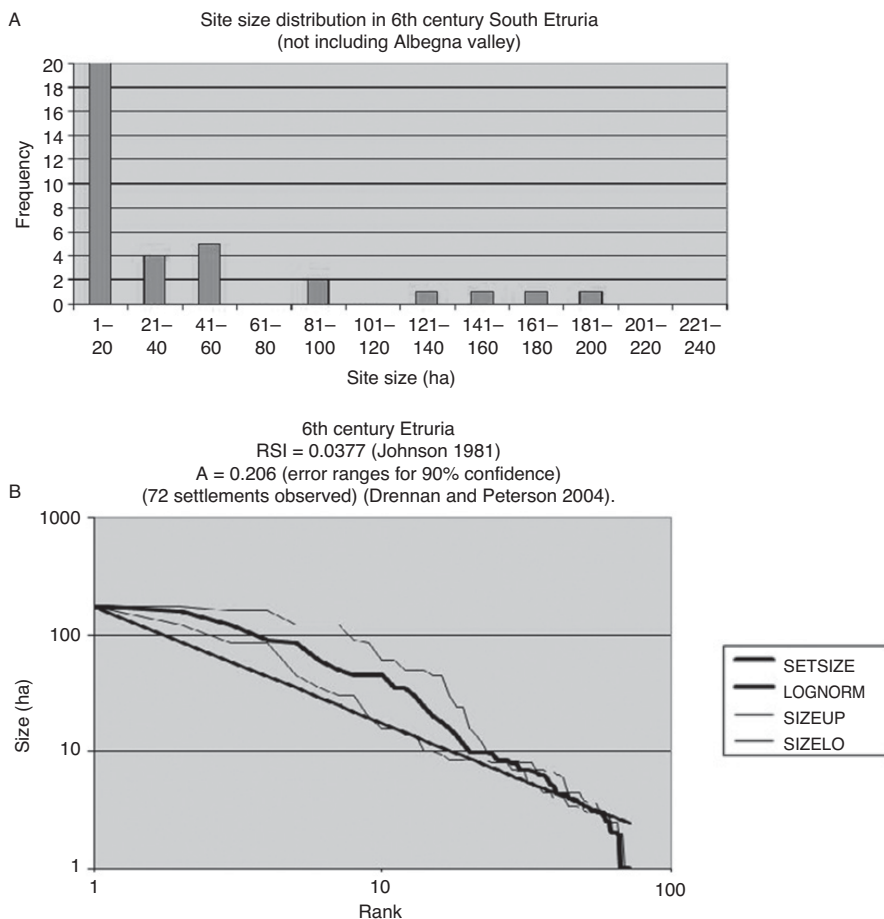 A
Site size distribution in 6th century South Etruria
(not including Albegna valley)
Frequency
20
18
16
14
12
10
8
6
4
2
0
1– 21– 41– 61– 81– 101– 121– 141– 161– 181– 201– 221–
20 40 60 80 100 120 140 160 180 200 220 240
Site size (ha)
6th century Etruria
RSI = 0.0377 (Johnson 1981)
A = 0.206 (error ranges for 90% confidence)
B
(72 settlements observed) (Drennan and Peterson 2004).
Size (ha)
1000
100
10
1
1 10 100
Rank
SETSIZE
LOGNORM
SIZEUP
SIZELO